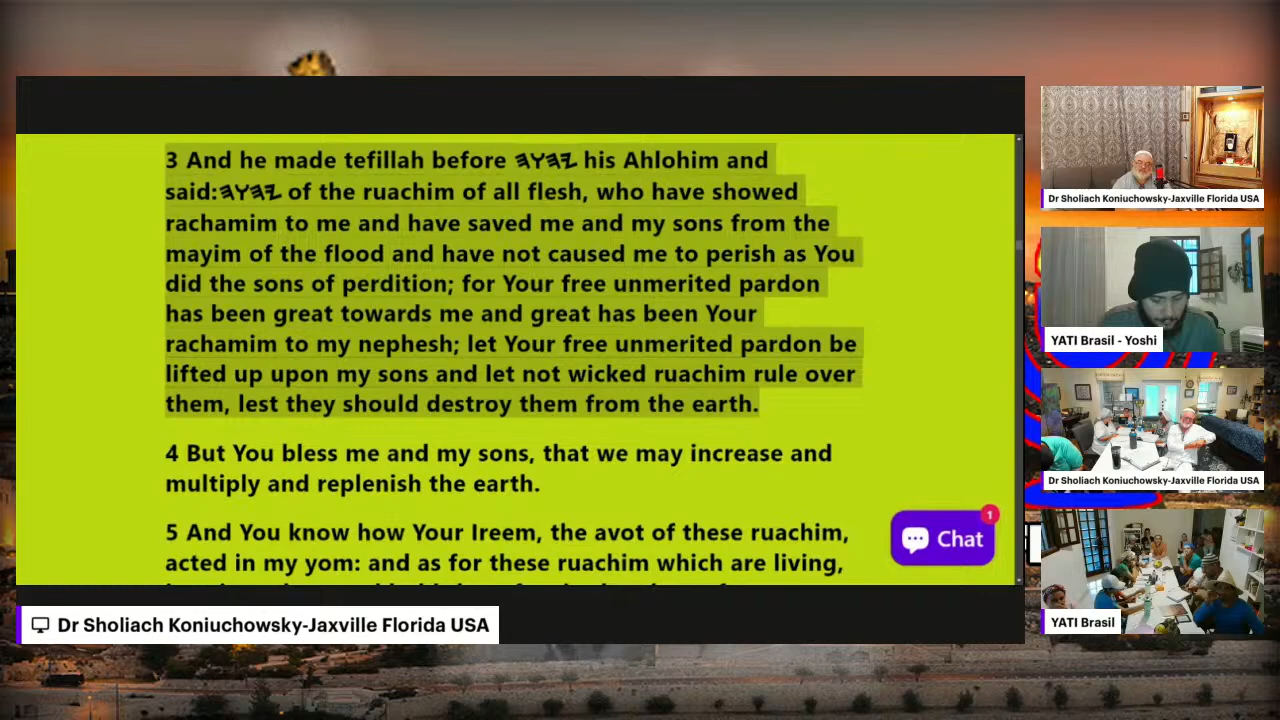 3 And he made tefillah before 𐤉𐤄𐤅𐤄 his Ahlohim and
said:𐤉𐤄𐤅𐤄 of the ruachim of all flesh, who have showed
rachamim to me and have saved me and my sons from the
mayim of the flood and have not caused me to perish as You
did the sons of perdition; for Your free unmerited pardon
has been great towards me and great has been Your
rachamim to my nephesh; let Your free unmerited pardon be
lifted up upon my sons and let not wicked ruachim rule over
them, lest they should destroy them from the earth.
4 But You bless me and my sons, that we may increase and
multiply and replenish the earth.
5 And You know how Your Ireem, the avot of these ruachim,
acted in my yom: and as for these ruachim which are living,
Chat
1
Dr Sholiach Koniuchowsky-Jaxville Florida USA
Dr Sholiach Koniuchowsky-Jaxville Florida USA
YATI Brasil - Yoshi
Dr Sholiach Koniuchowsky-Jaxville Florida USA
YATI Brasil